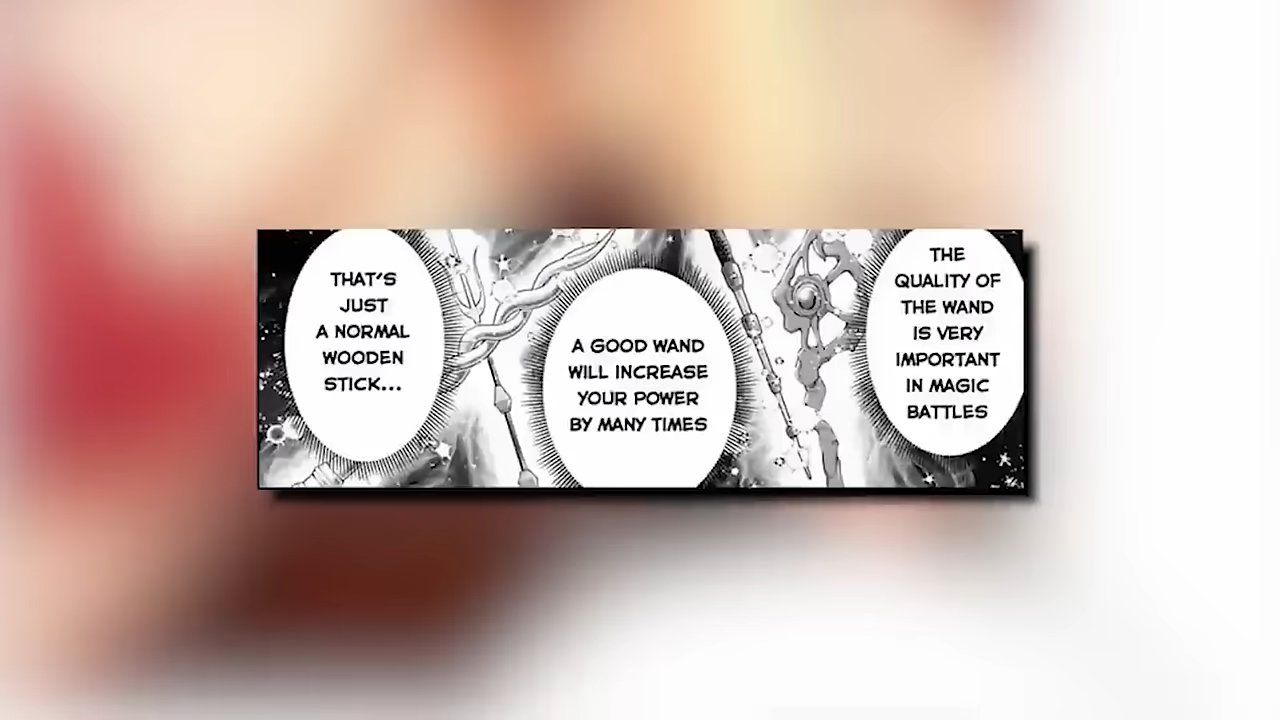 THAT'S
JUST
A NORMAL
WOODEN
STICK...
A GOOD WAND
WILL INCREASE
YOUR POWER
BY MANY TIMES
THE
QUALITY OF
THE WAND
IS VERY
IMPORTANT
IN MAGIC
BATTLES